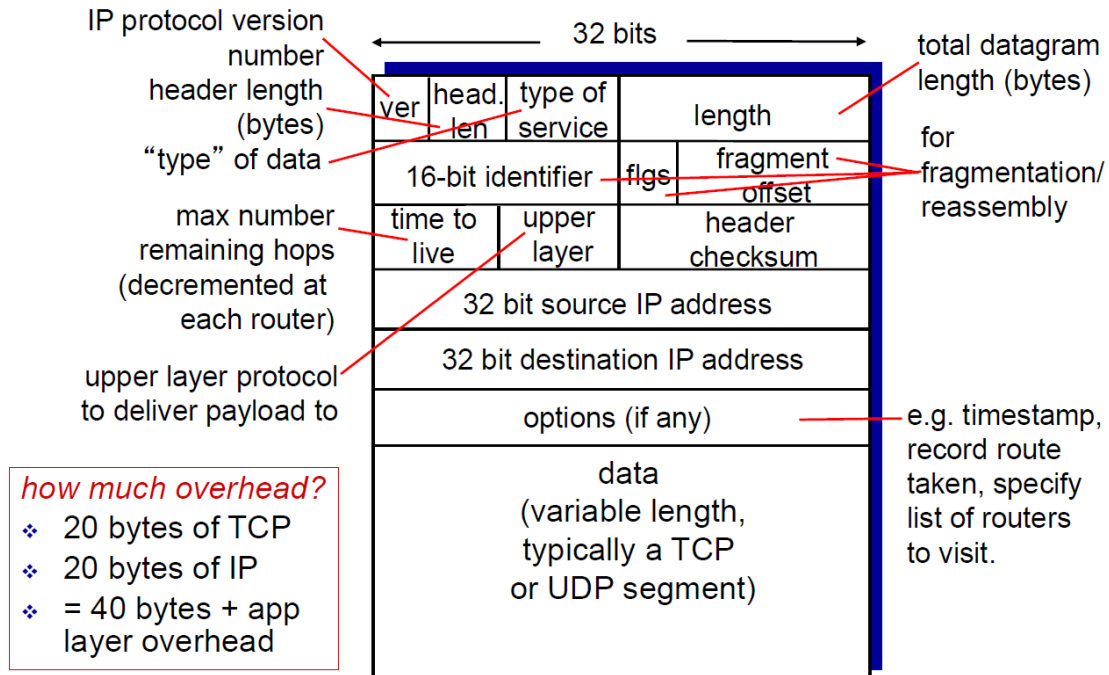 IP protocol version
number
header length
(bytes)
“type” of data
max number
remaining hops
(decremented at
each router)
upper layer protocol
to deliver payload to
how much overhead?
❖ 20 bytes of TCP
❖ 20 bytes of IP
❖ = 40 bytes + app
layer overhead
32 bits
ver
head.
len
type of
service
length
16-bit identifier
flgs
fragment
offset
time to
live
upper
layer
header
checksum
32 bit source IP address
32 bit destination IP address
options (if any)
data
(variable length,
typically a TCP
or UDP segment)
total datagram
length (bytes)
for
fragmentation/
reassembly
e.g. timestamp,
record route
taken, specify
list of routers
to visit.